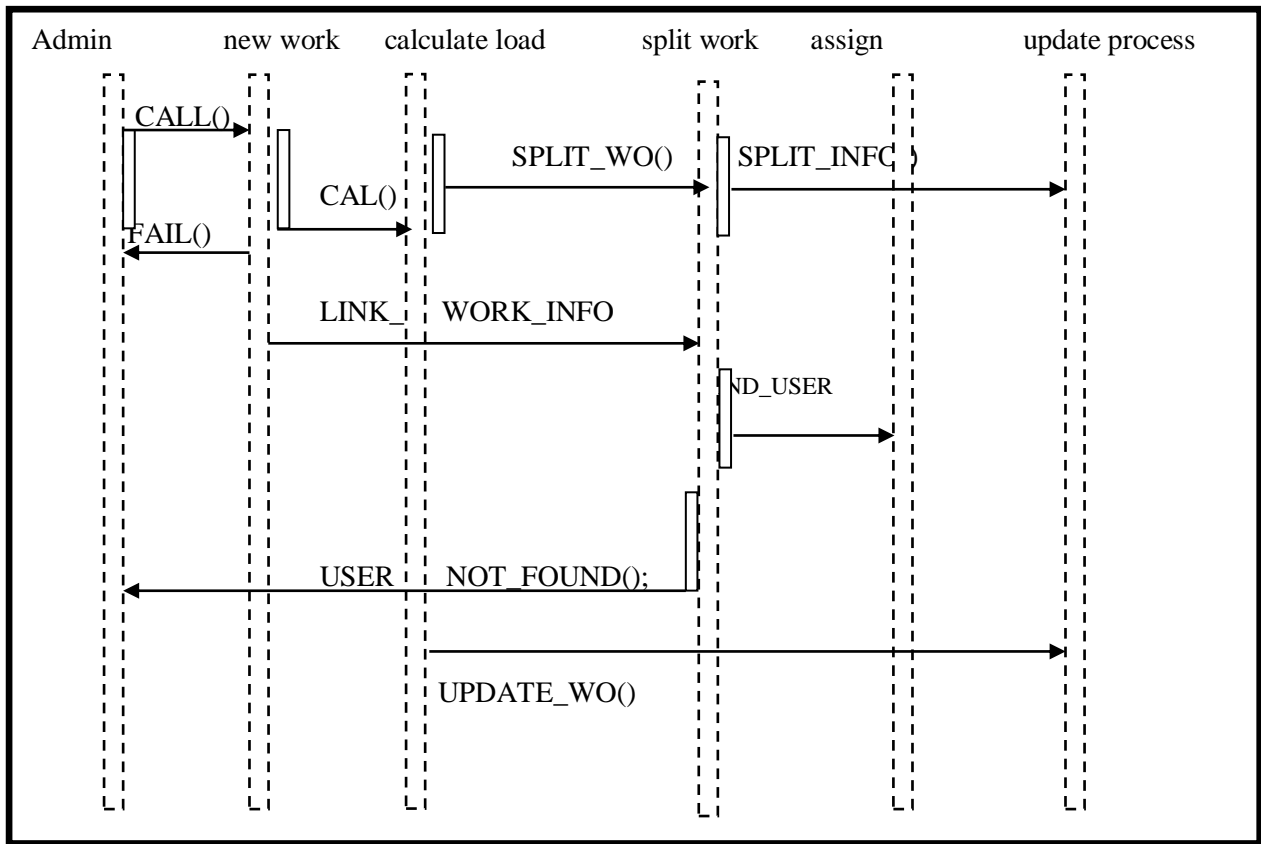 Admin new work calculate load split work assign update process
CALL()
SPLIT_WO() SPLIT_INFO
CAL()
FAIL()
LINK_ WORK_INFO
ND_USER
USER NOT_FOUND();
UPDATE_WO()